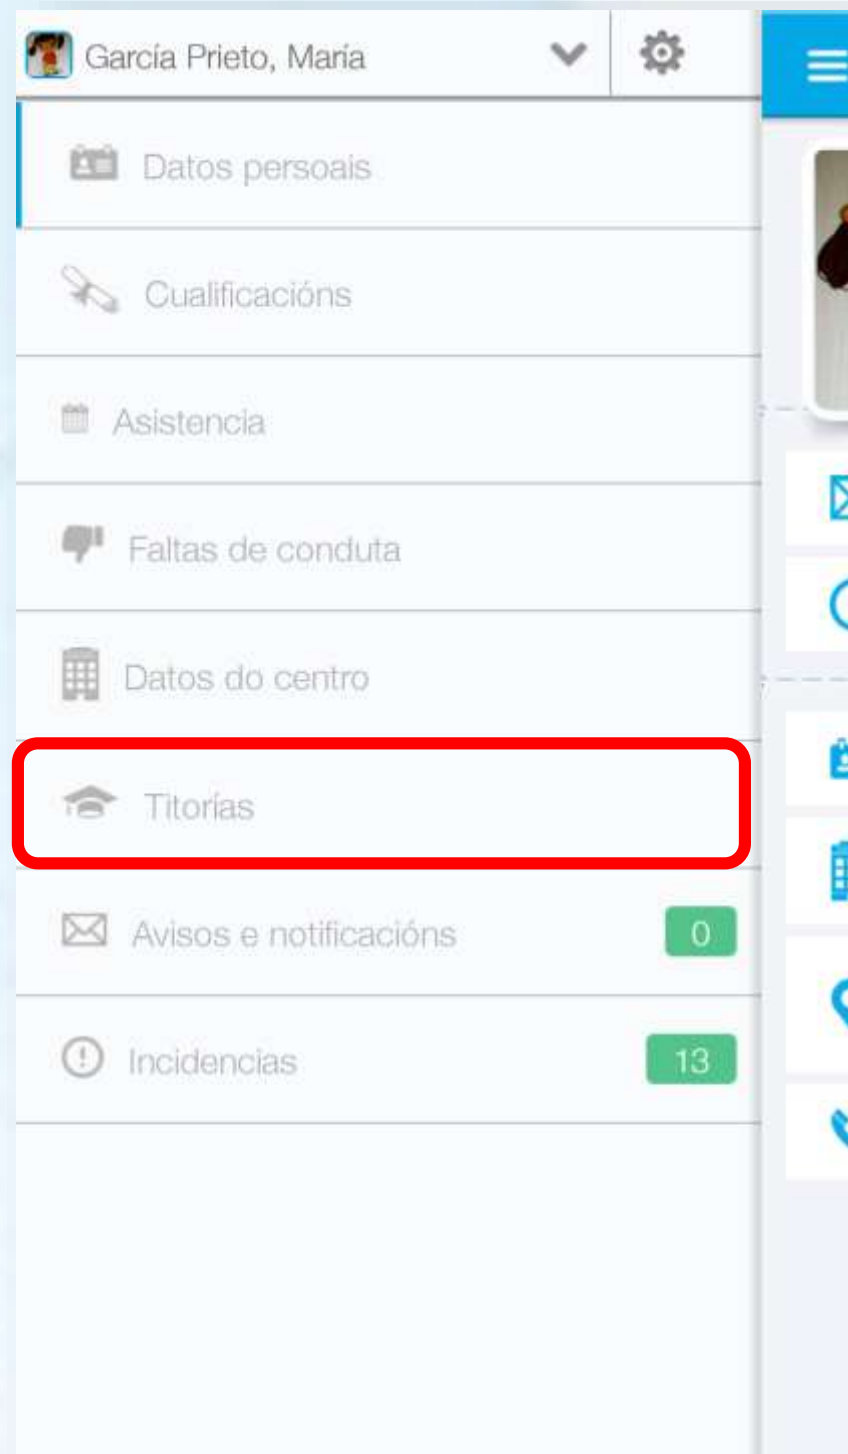 García Prieto, María
Datos persoais
Cualificacións
Asistencia
Faltas de conduta
Datos do centro
Titorías
Avisos e notificacións 0
Incidencias 13